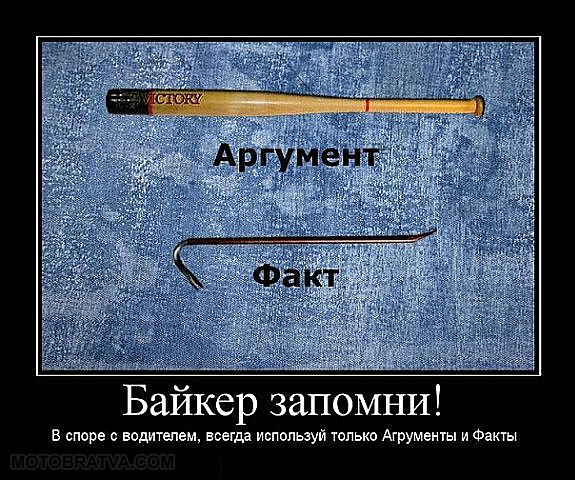 VICTORY
Аргумент
Факт
Байкер запомни!
В споре с водителем, всегда используй только Агрументы и Факты
MOTOBRATVA.COM